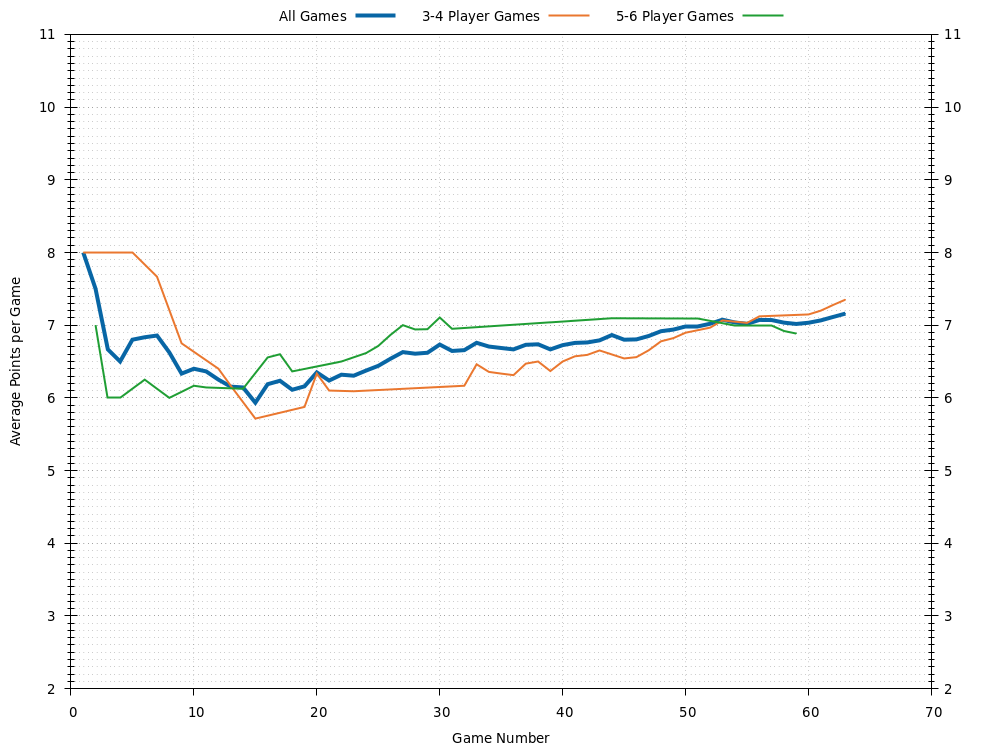 All Games 3-4 Player Games 5-6 Player Games
11 11
10 10
9 9
8 8
7 7
6 6
5 5
4 4
3 3
2 2
Average Points per Game
0 10 20 30 40 50 60 70
Game Number